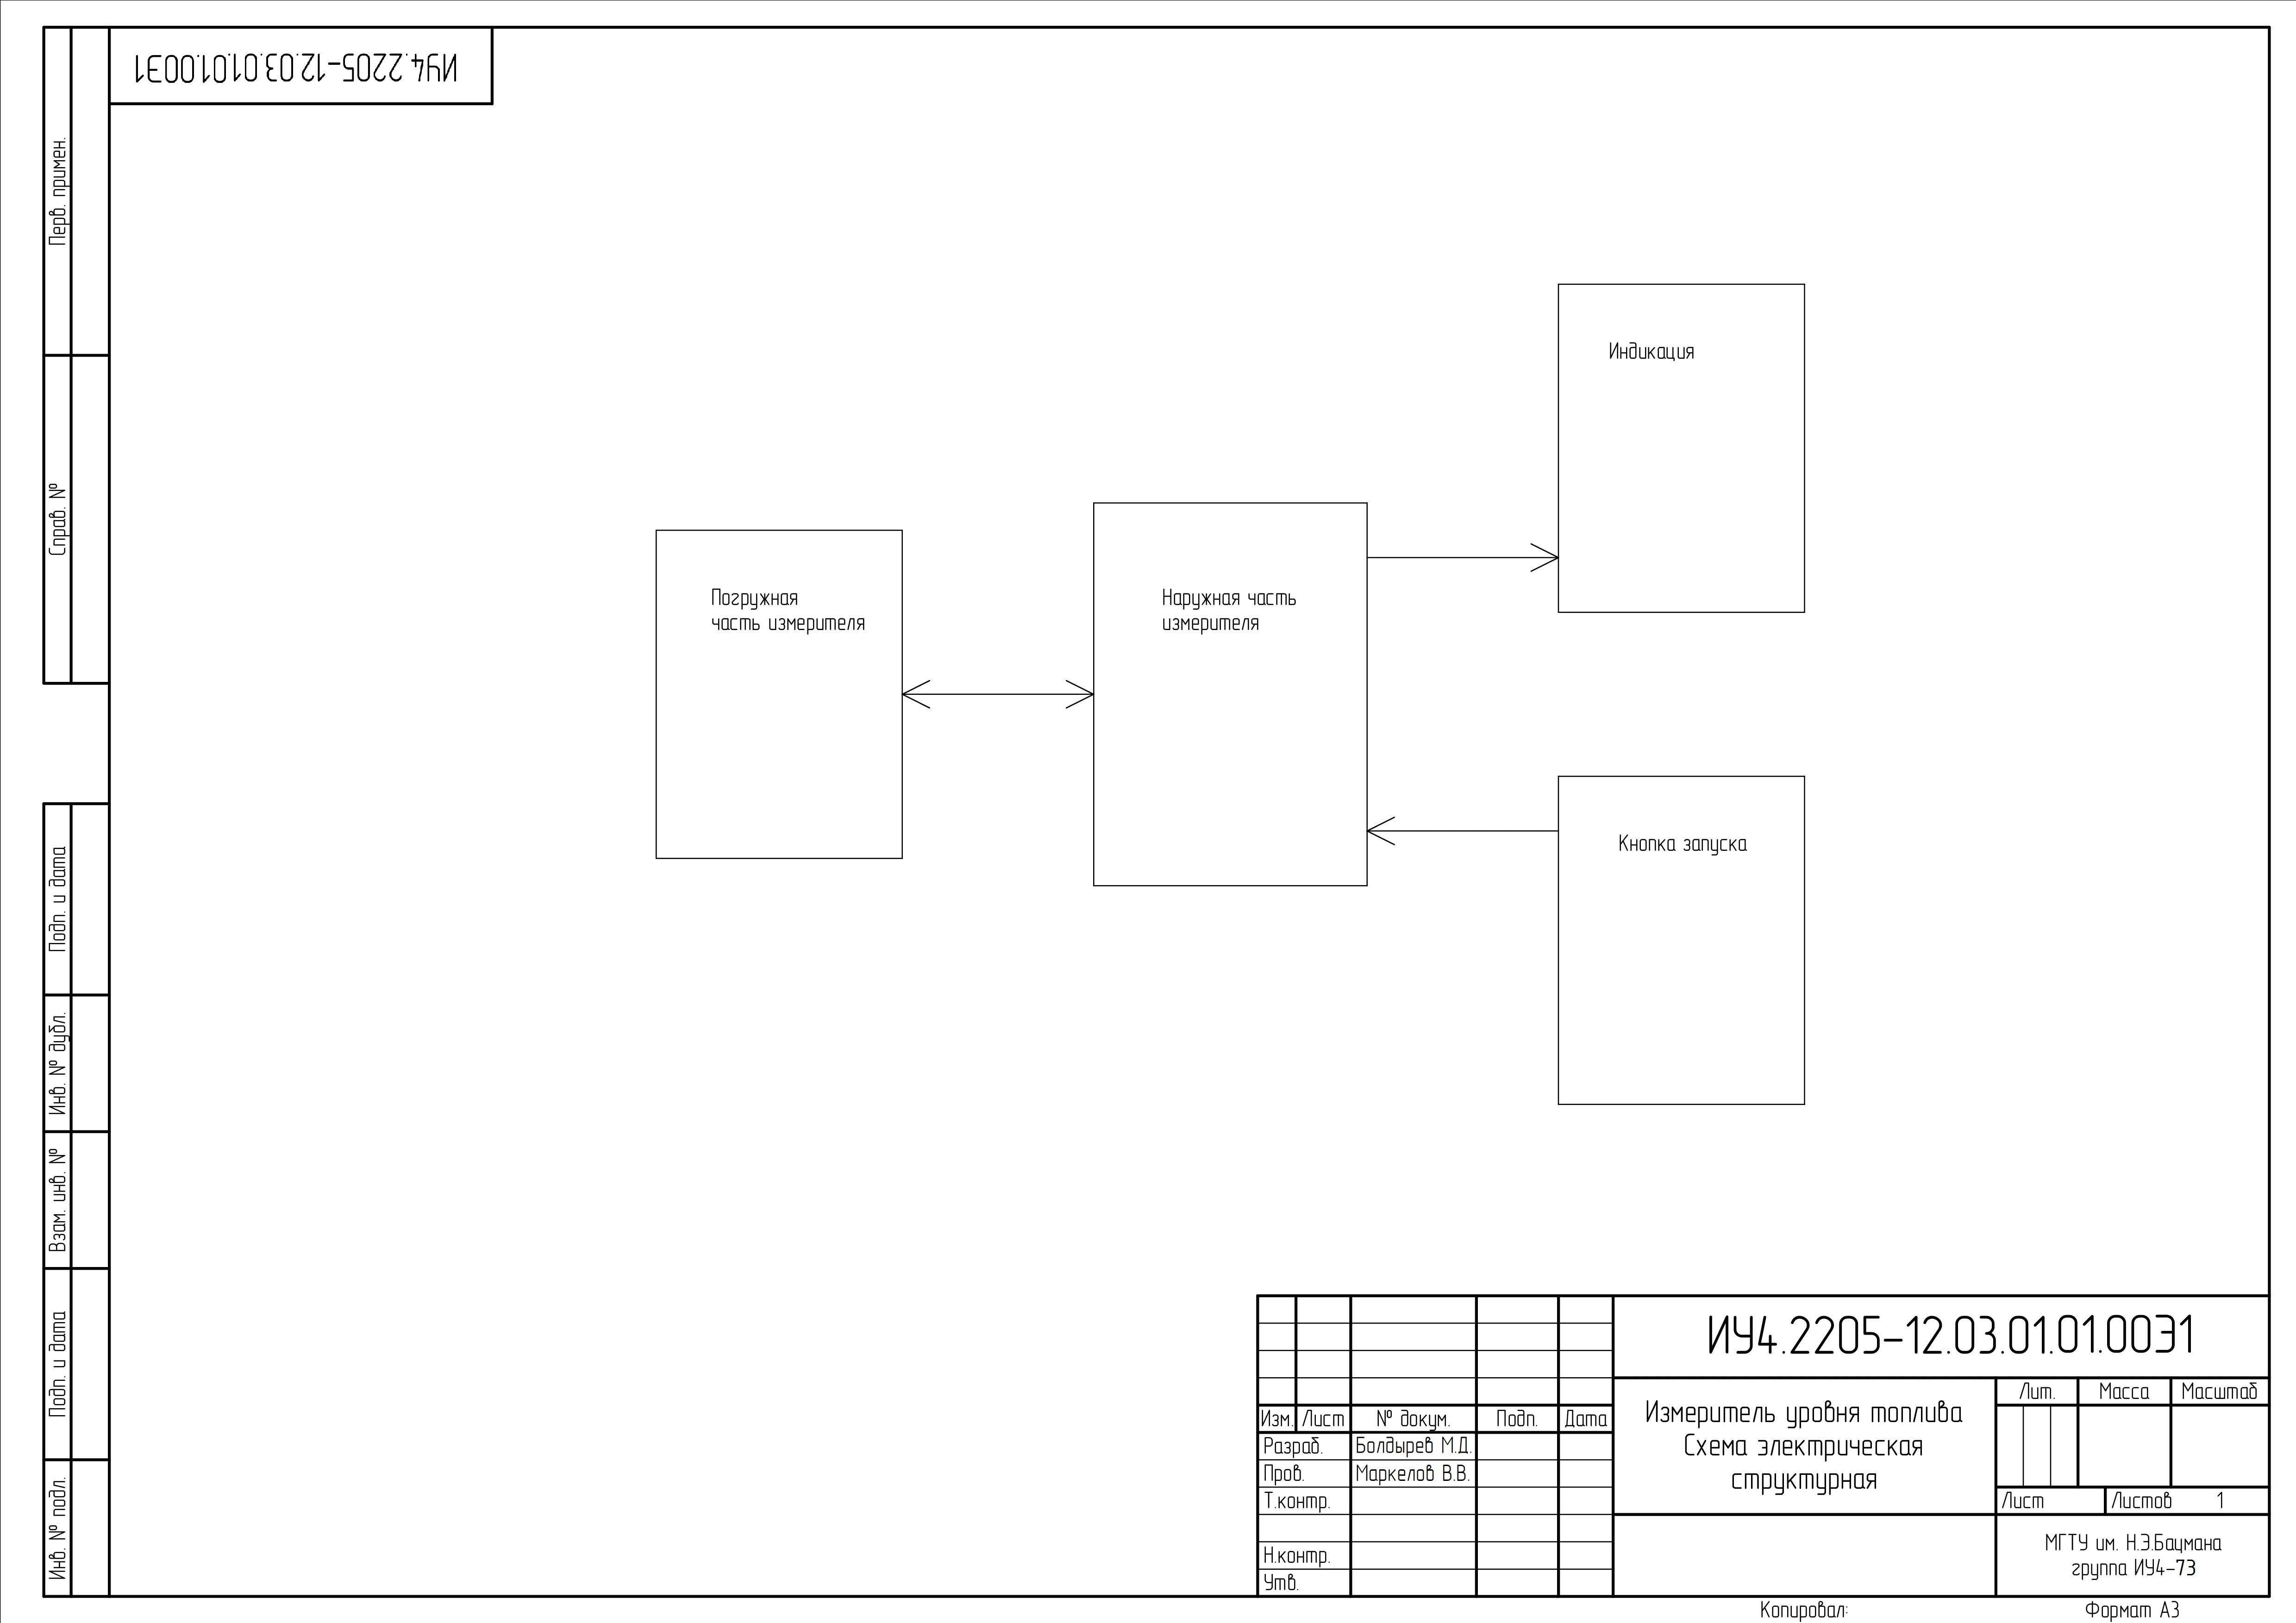 ИУ4.2205-12.03.01.01.00Э1
Перв. примен.
Справ. №
Подп. и дата
Инв. № дубл.
Взам. инв. №
Подп. и дата
Инв. № подл.
Индикация
Погружная
часть измерителя
Наружная часть
измерителя
Кнопка запуска
ИУ4.2205-12.03.01.01.00Э1
Измеритель уровня топлива
Схема электрическая
структурная
Лит. Масса Масштаб
Изм. Лист № докум. Подп. Дата
Разраб. Болдырев М.Д.
Пров. Маркелов В.В.
Т.контр.
Н.контр.
Утв.
Лист Листов 1
МГТУ им. Н.Э.Баумана
группа ИУ4-73
Копировал: Формат А3